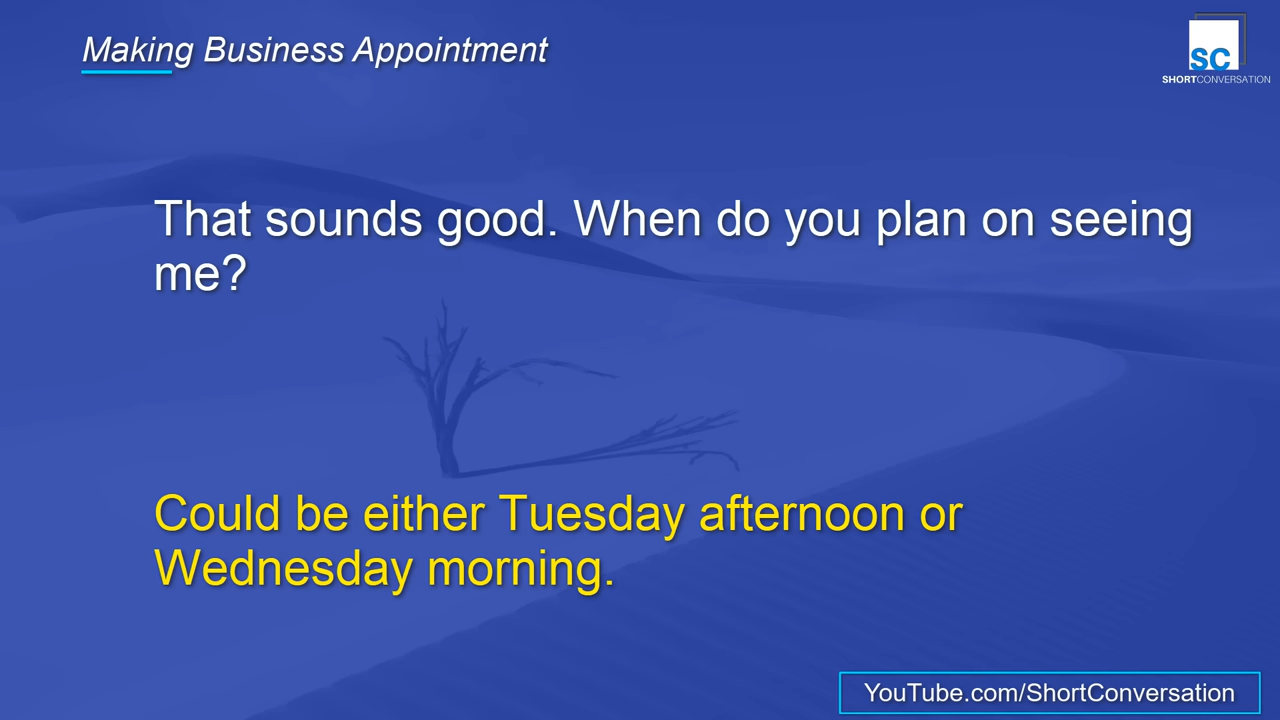 Making Business Appointment
SC
SHORTCONVERSATION
That sounds good. When do you plan on seeing
me?
Could be either Tuesday afternoon or
Wednesday morning.
YouTube.com/ShortConversation